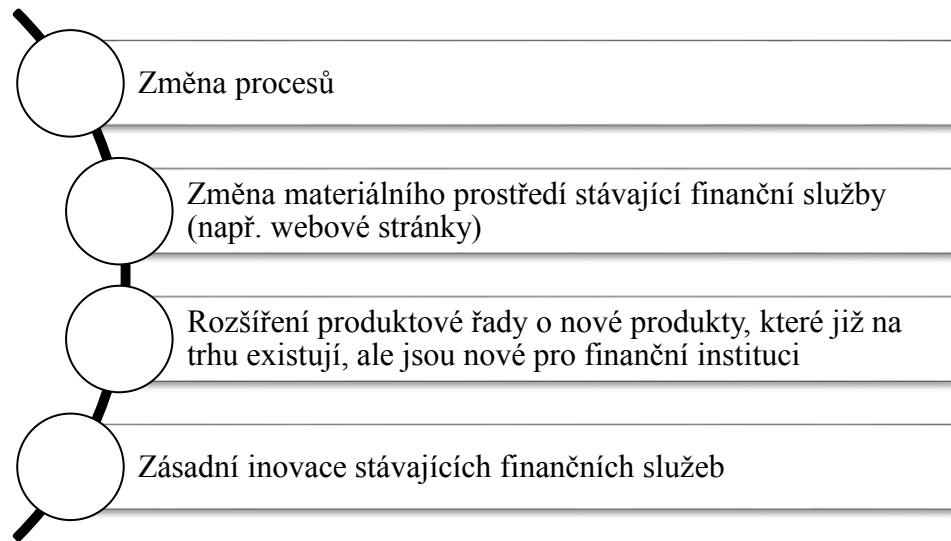 Změna procesů
Změna materiálního prostředí stávající finanční služby
(např. webové stránky)
Rozšíření produktové řady o nové produkty, které již na
trhu existují, ale jsou nové pro finanční instituci
Zásadní inovace stávajících finančních služeb